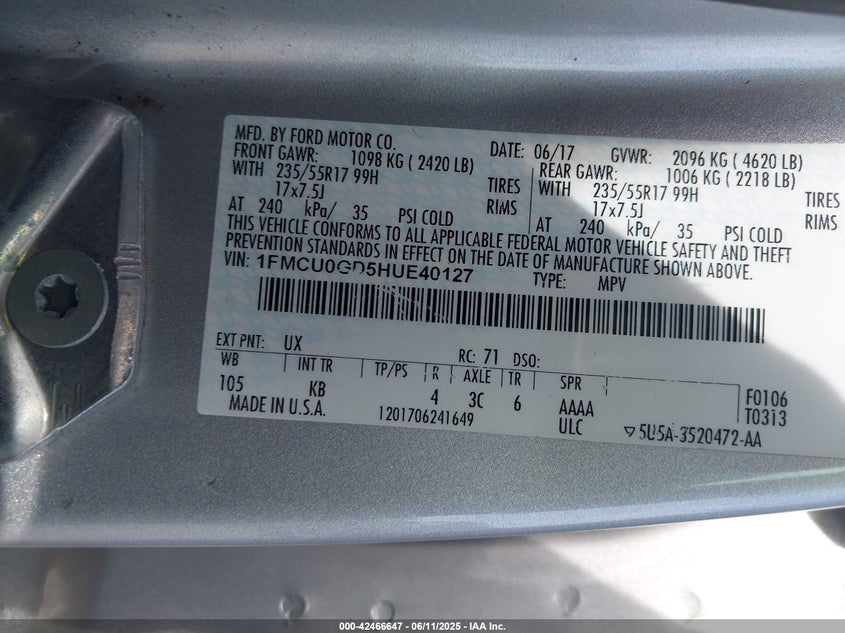 MFD. BY FORD MOTOR CO. DATE: 06/17 GVWR: 2096 KG ( 4620 LB)
FRONT GAWR: 1098 KG ( 2420 LB) REAR GAWR: 1006 KG ( 2218 LB)
WITH 235/55R17 99H TIRES WITH 235/55R17 99H TIRES
17x7.5J RIMS 17x7.5J RIMS
AT 240 kPa/ 35 PSI COLD AT 240 kPa/ 35 PSI COLD
THIS VEHICLE CONFORMS TO ALL APPLICABLE FEDERAL MOTOR VEHICLE SAFETY AND THEFT
PREVENTION STANDARDS IN EFFECT ON THE DATE OF MANUFACTURE SHOWN ABOVE.
VIN: 1FMCU0GD5HUE40127 TYPE: MPV
EXT PNT: UX RC: 71 DSO:
WB INT TR TP/PS R AXLE TR SPR
105 KB 4 3C 6 AAAA F0106
MADE IN U.S.A. 1201706241649 ULC T0313
5U5A-3520472-AA
000-42466647 - 06/11/2025 - IAA Inc.